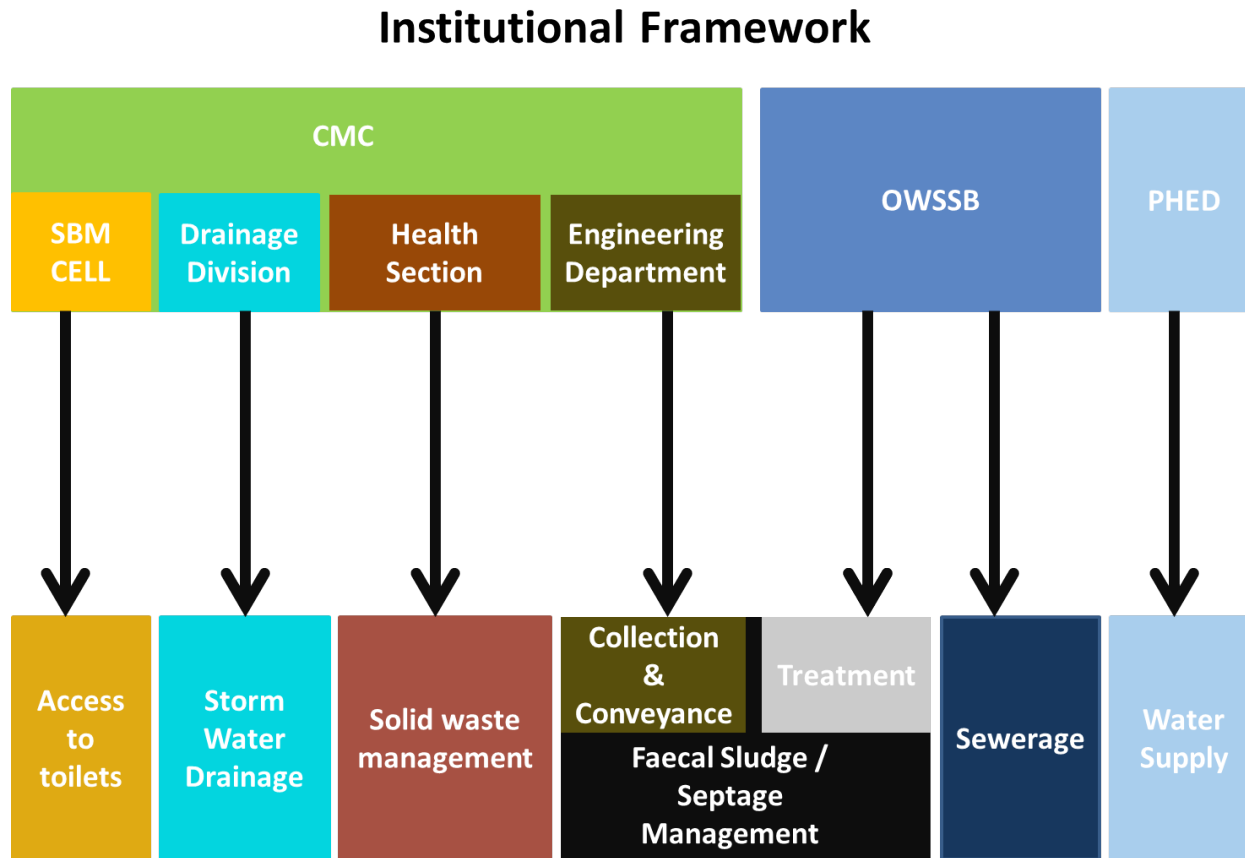 Institutional Framework
CMC
OWSSB
PHED
SBM
CELL
Drainage
Division
Health
Section
Engineering
Department
Access
to
toilets
Storm
Water
Drainage
Solid waste
management
Collection
&
Conveyance
Treatment
Faecal Sludge /
Septage
Management
Sewerage
Water
Supply